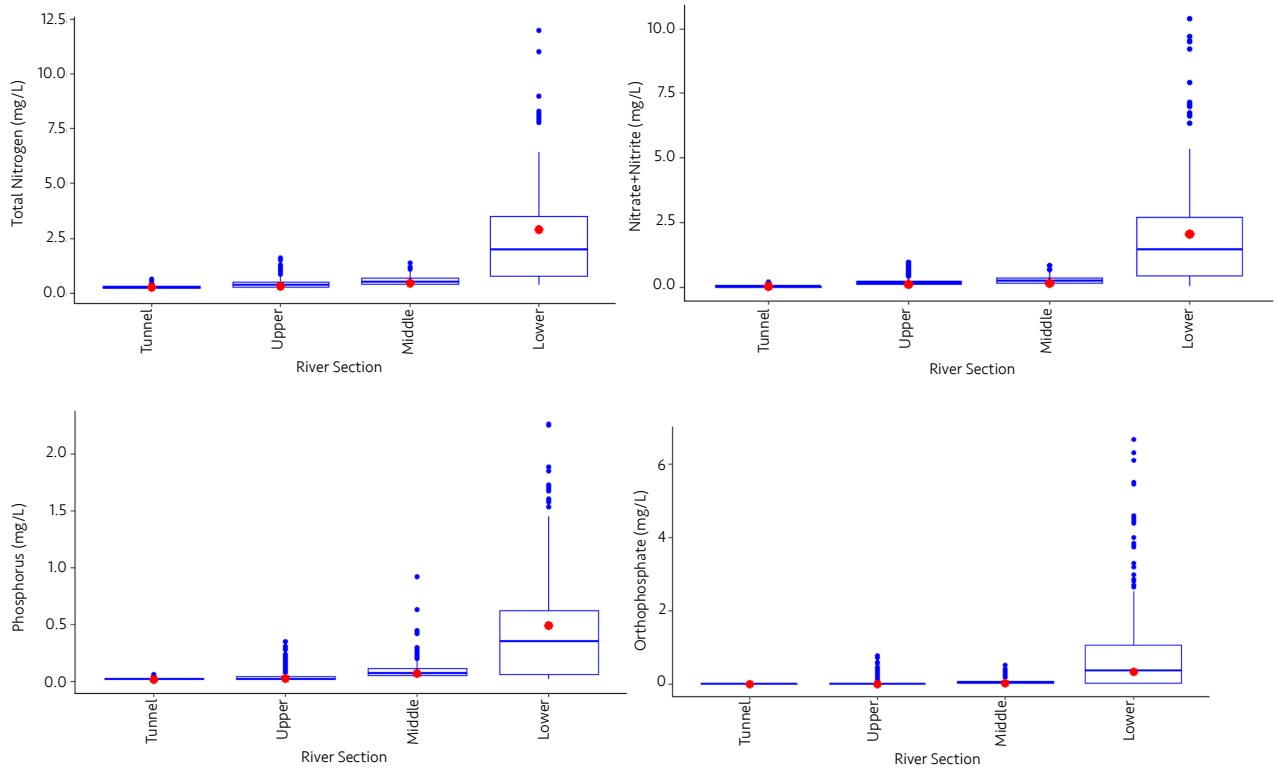 Total Nitrogen (mg/L)
12.5
10.0
7.5
5.0
2.5
0.0
Tunnel
Upper
Middle
Lower
River Section
Nitrate+Nitrite (mg/L)
10.0
7.5
5.0
2.5
0.0
Tunnel
Upper
Middle
Lower
River Section
Phosphorus (mg/L)
2.0
1.5
1.0
0.5
0.0
Tunnel
Upper
Middle
Lower
River Section
Orthophosphate (mg/L)
6
4
2
0
Tunnel
Upper
Middle
Lower
River Section